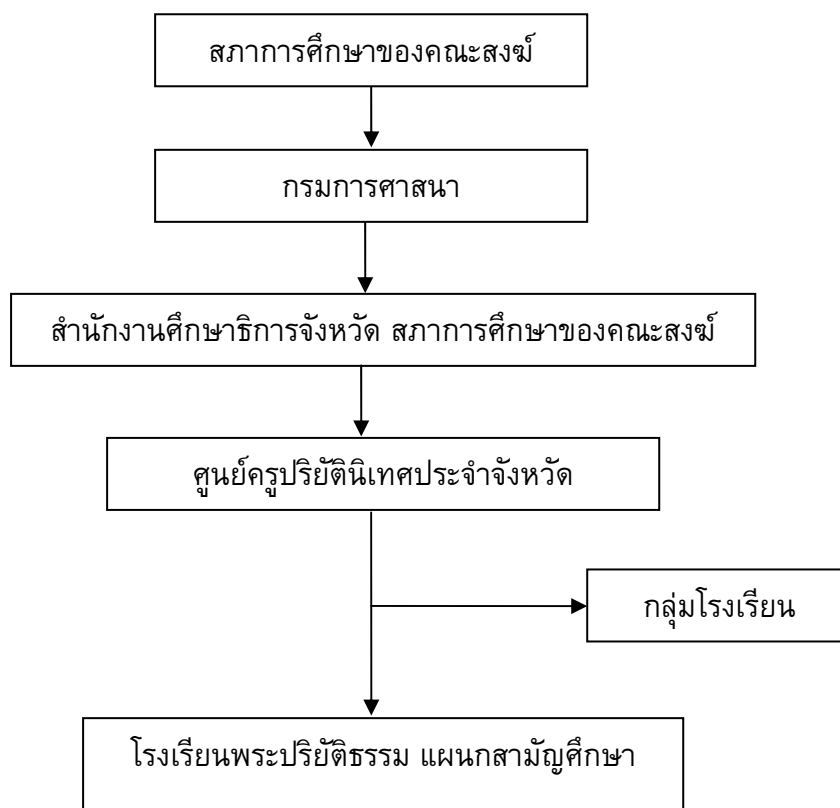 สภาการศึกษาของคณะสงฆ์
กรมการศาสนา
สำนักงานศึกษาธิการจังหวัด สภาการศึกษาของคณะสงฆ์
ศูนย์ครูปริยัตินิเทศประจำจังหวัด
กลุ่มโรงเรียน
โรงเรียนพระปริยัติธรรม แผนกสามัญศึกษา